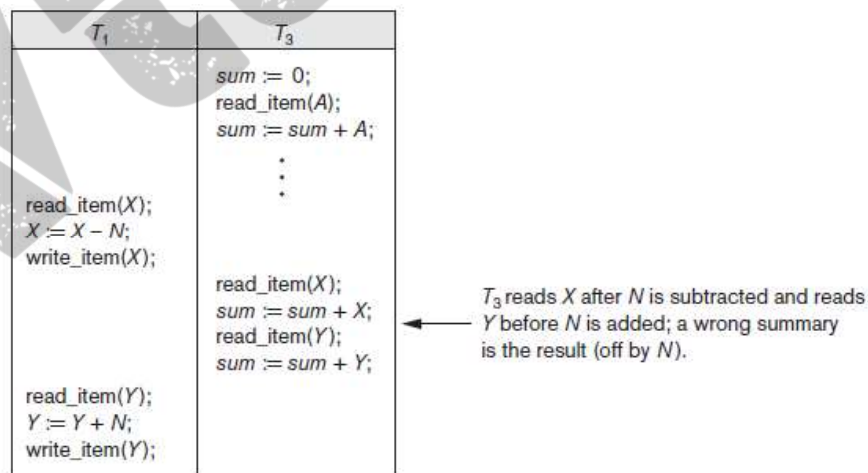 T1 T3
sum := 0;
read_item(A);
sum := sum + A;
.
.
.
read_item(X);
X := X – N;
write_item(X);
read_item(X);
sum := sum + X;
read_item(Y);
sum := sum + Y;
T3 reads X after N is subtracted and reads
Y before N is added; a wrong summary
is the result (off by N).
read_item(Y);
Y := Y + N;
write_item(Y);